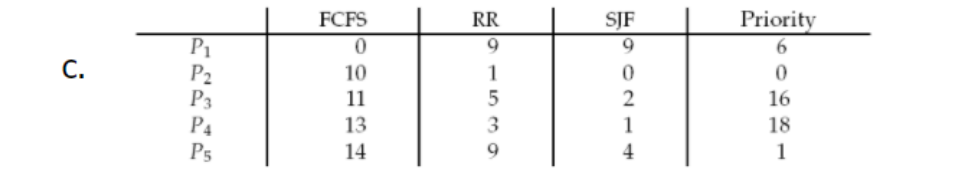 FCFS RR SJF Priority
P1 0 9 9 6
C. P2 10 1 0 0
P3 11 5 2 16
P4 13 3 1 18
P5 14 9 4 1